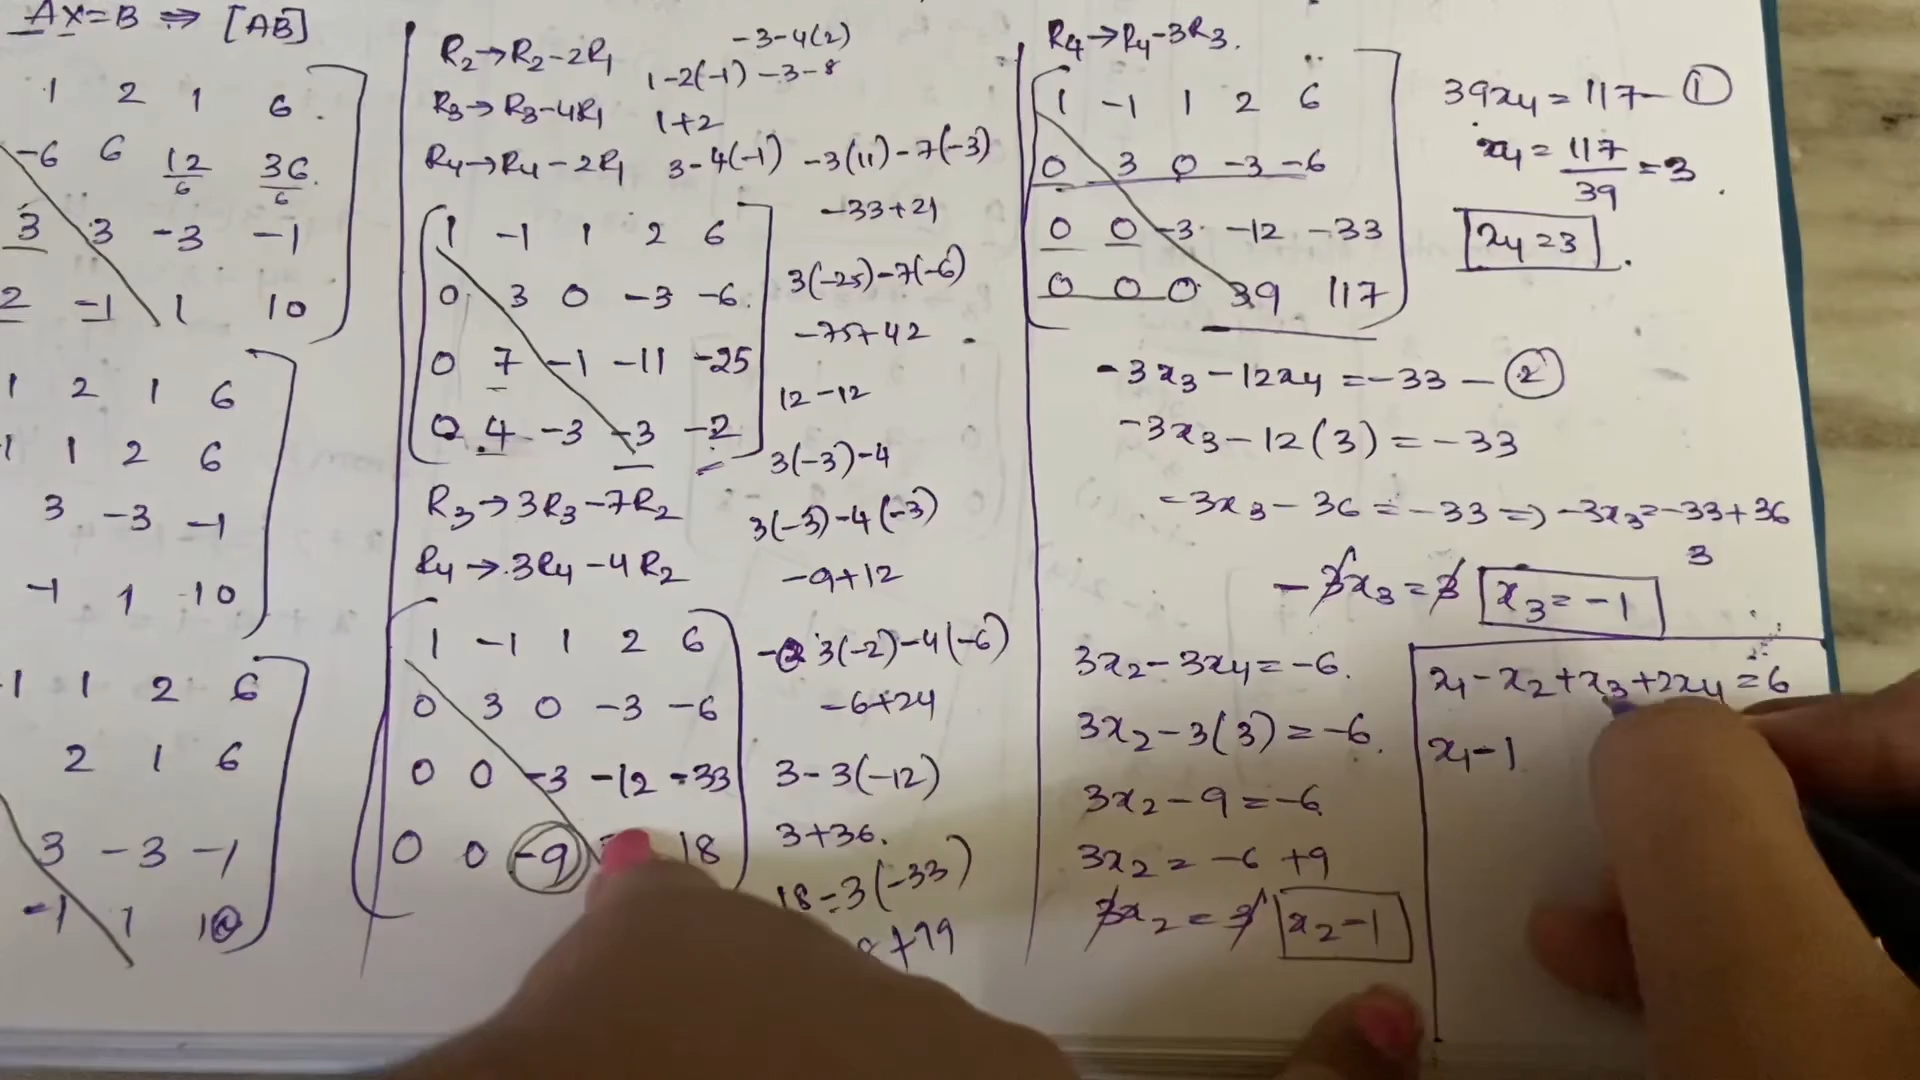 AX=B ⇒ [AB]
1 2 1 6
-6 6 12/6 36/6
3 3 -3 -1
2 -1 1 10
1 2 1 6
-1 1 2 6
3 -3 -1
-1 1 10
-1 1 2 6
2 1 6
3 -3 -1
-1 1 10
R2→R2-2R1
R3→R3-4R1
R4→R4-2R1
-3-4(2)
1-2(-1) -3-8
1+2
3-4(-1) -3(11)-7(-3)
-33+21
1 -1 1 2 6
0 3 0 -3 -6
0 7 -1 -11 -25
0 4 -3 -3 -2
3(-25)-7(-6)
-75+42
12-12
3(-3)-4
R3→3R3-7R2
R4→3R4-4R2
3(-3)-4(-3)
-9+12
1 -1 1 2 6
0 3 0 -3 -6
0 0 -3 -12 -33
0 0 -9 18
3(-2)-4(-6)
-6+24
3-3(-12)
3+36.
18-3(-33)
8+99
R4→R4-3R3.
1 -1 1 2 6
0 3 0 -3 -6
0 0 -3 -12 -33
0 0 0 39 117
39x4=117-①
x4=117/39=3
x4=3
-3x3-12x4=-33-②
-3x3-12(3)=-33
-3x3-36=-33⇒-3x3=-33+36
3
-3x3=3 x3=-1
3x2-3x4=-6.
3x2-3(3)=-6.
3x2-9=-6
3x2=-6+9
3x2=3 x2-1
x1-x2+x3+2x4=6
x1-1